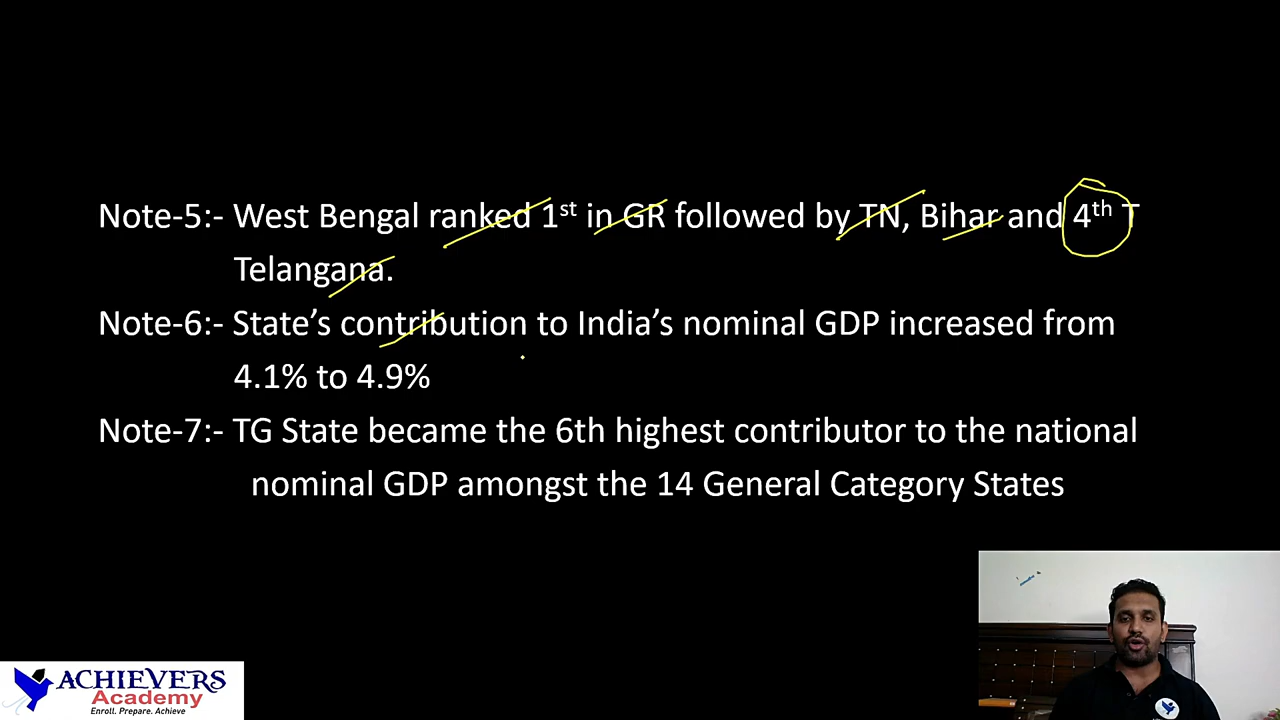 Note-5:- West Bengal ranked 1st in GR followed by TN, Bihar and 4th T
Telangana.
Note-6:- State’s contribution to India’s nominal GDP increased from
4.1% to 4.9%
Note-7:- TG State became the 6th highest contributor to the national
nominal GDP amongst the 14 General Category States
ACHIEVERS
Academy
Enroll. Prepare. Achieve